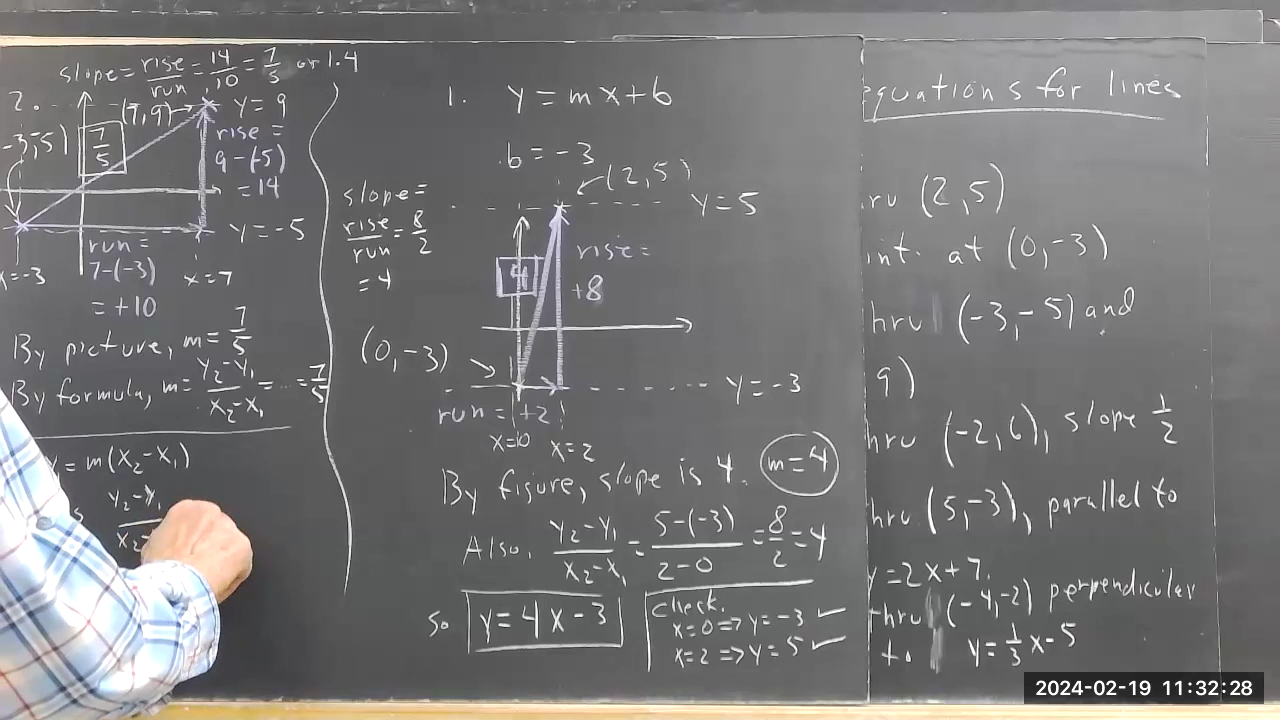 slope = rise/run = 14/10 = 7/5 or 1.4
2.
(7,9)
y = 9
-3,-5)
7/5
rise =
9-(-5)
= 14
y = -5
run =
7-(-3)
= +10
x = -3
x = 7
By picture, m = 7/5
By formula, m = y₂-y₁/x₂-x₁ = ... = 7/5
= m(x₂-x₁)
y₂-y₁
1. y = mx+b
b = -3
(2,5)
y = 5
slope =
rise/run = 8/2
= 4
4
rise =
+8
(0,-3)
y = -3
run = +2
x=0
x=2
By figure, slope is 4. m=4
Also, y₂-y₁/x₂-x₁ = 5-(-3)/2-0 = 8/2 = 4
so y = 4x-3
Check.
x=0 => y=-3 ✓
x=2 => y=5 ✓
equations for lines
hru (2,5)
int. at (0,-3)
hru (-3,-5) and
9)
hru (-2,6), slope 1/2
hru (5,-3), parallel to
y=2x+7.
thru (-4,-2) perpendicular
to y = 1/3 x-5
2024-02-19 11:32:28